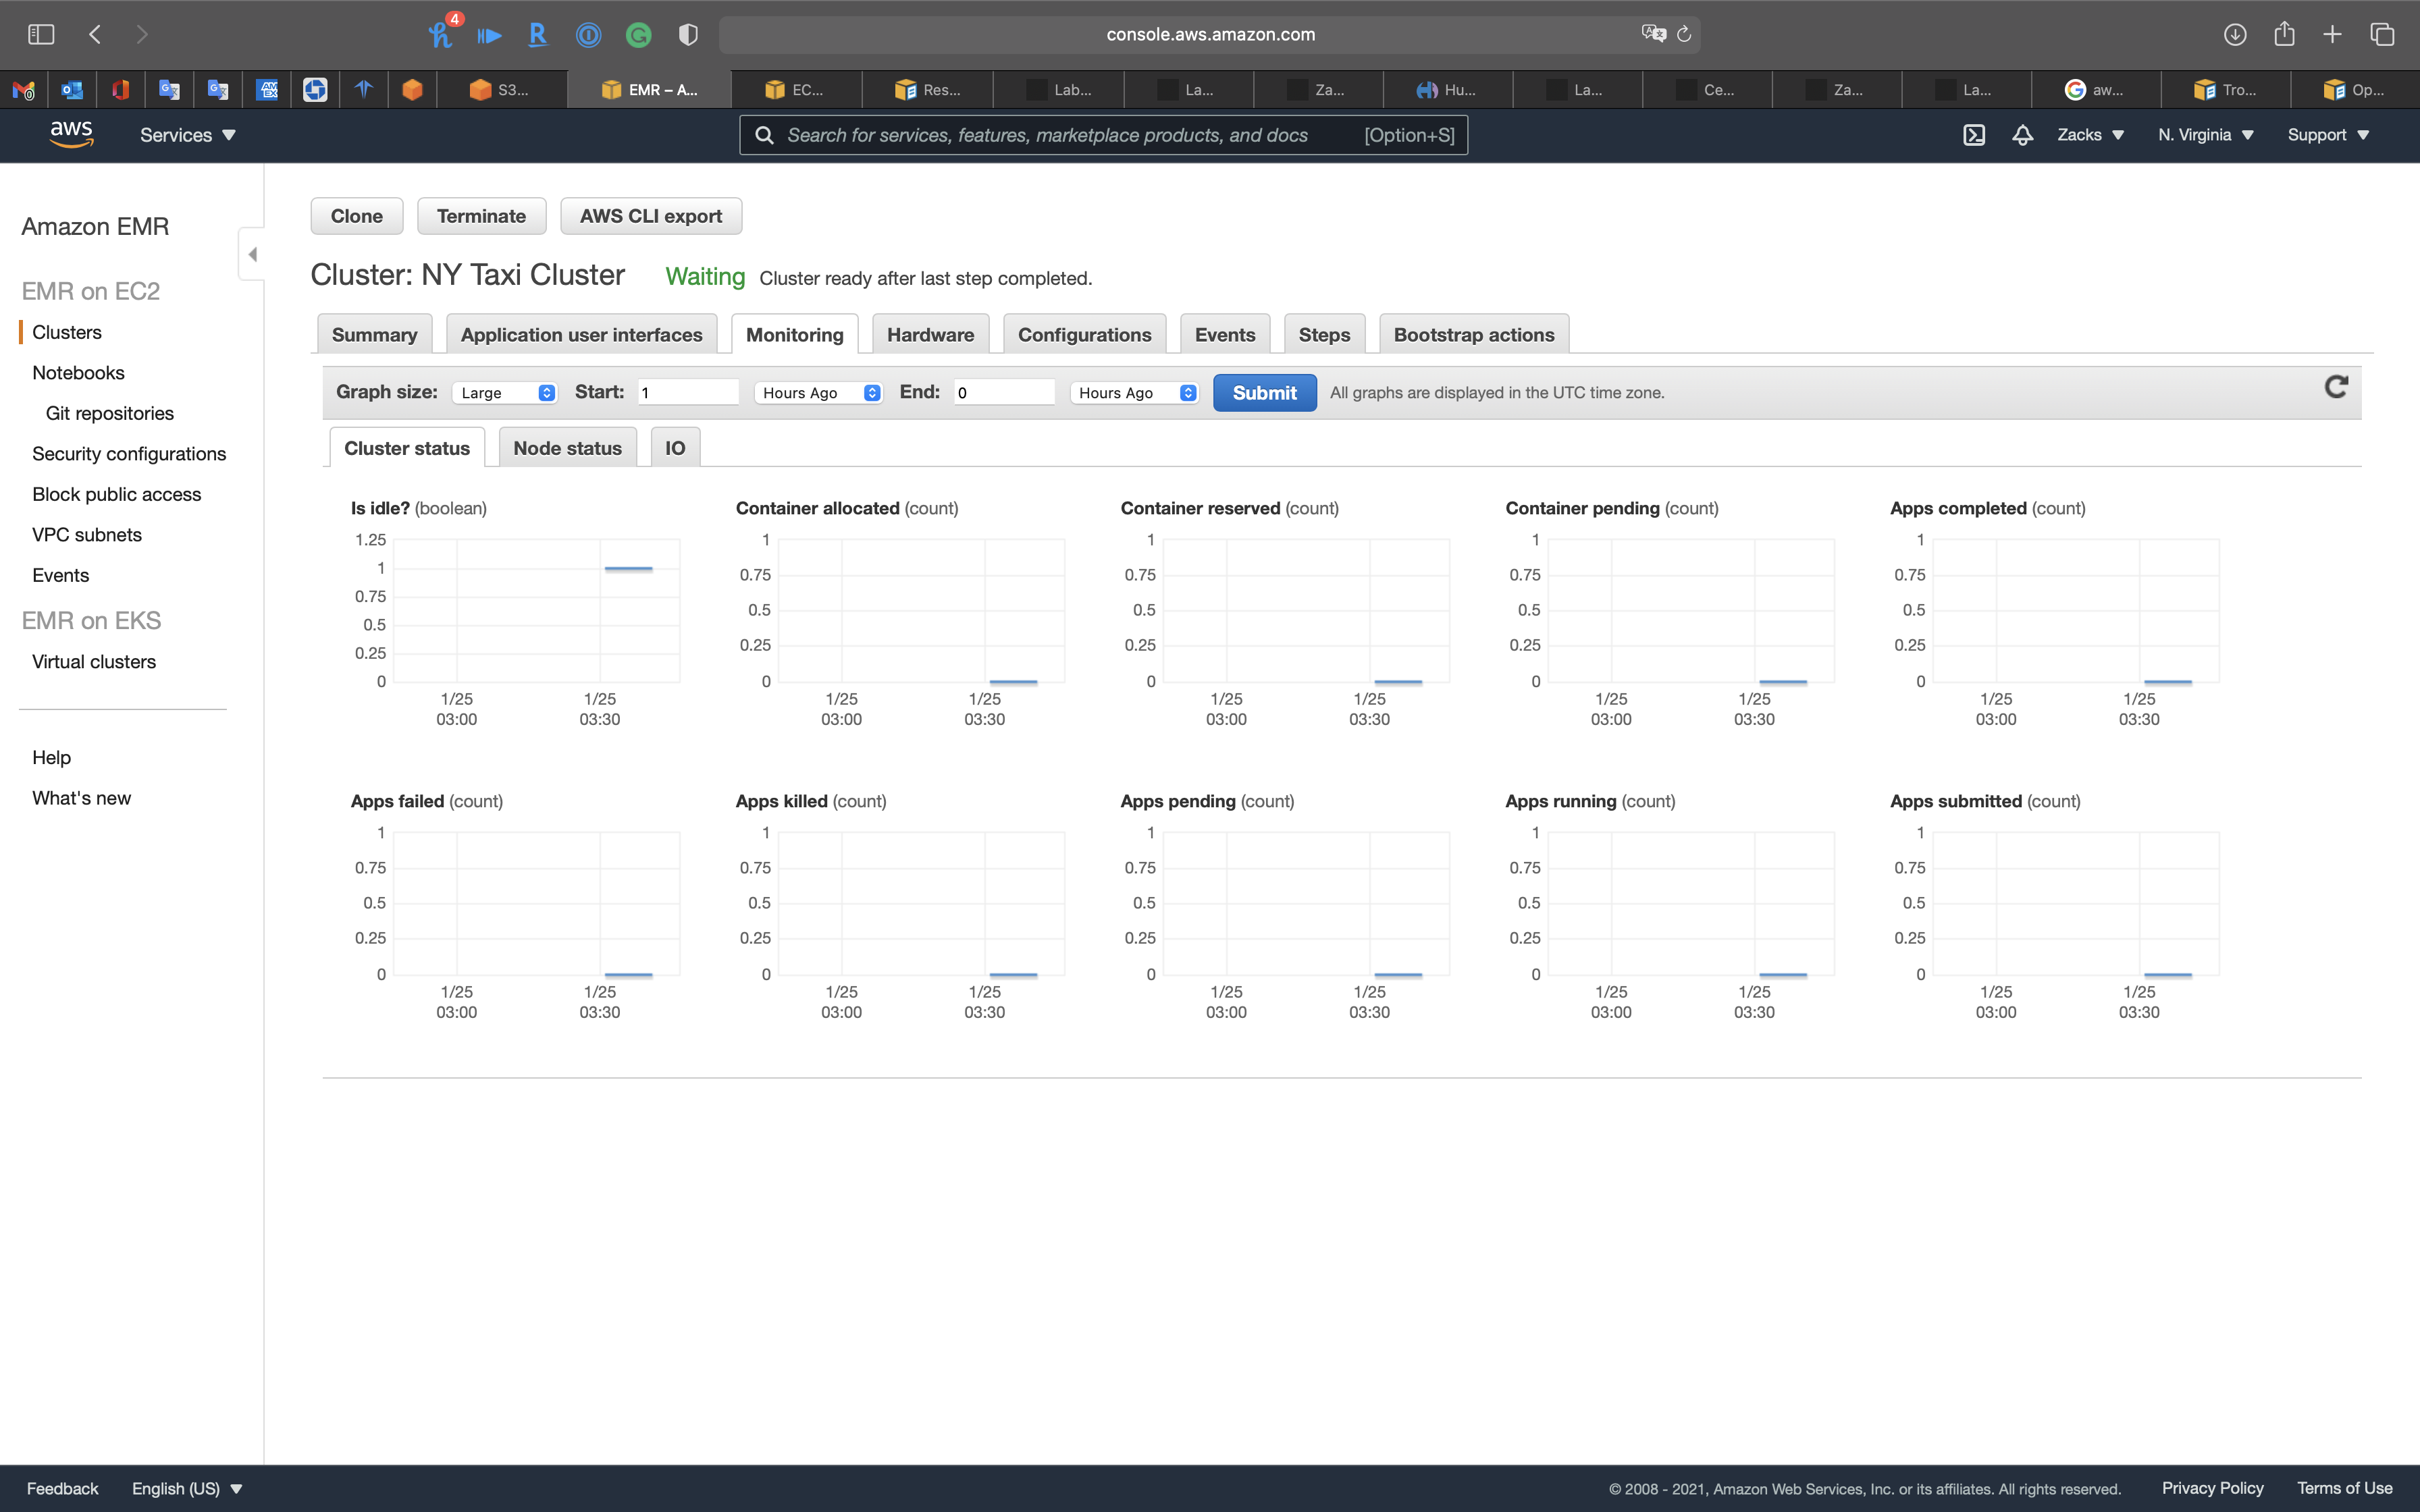 4
console.aws.amazon.com
S3...
EMR – A...
EC...
Res...
Lab...
La...
Za...
Hu...
La...
Ce...
Za...
La...
aw...
Tro...
Op...
aws
Services
Search for services, features, marketplace products, and docs
[Option+S]
Zacks
N. Virginia
Support
Amazon EMR
EMR on EC2
Clusters
Notebooks
Git repositories
Security configurations
Block public access
VPC subnets
Events
EMR on EKS
Virtual clusters
Help
What's new
Clone
Terminate
AWS CLI export
Cluster: NY Taxi Cluster
Waiting
Cluster ready after last step completed.
Summary
Application user interfaces
Monitoring
Hardware
Configurations
Events
Steps
Bootstrap actions
Graph size:
Large
Start:
1
Hours Ago
End:
0
Hours Ago
Submit
All graphs are displayed in the UTC time zone.
Cluster status
Node status
IO
Is idle? (boolean)
1.25
1
0.75
0.5
0.25
0
1/25
03:00
1/25
03:30
Container allocated (count)
1
0.75
0.5
0.25
0
1/25
03:00
1/25
03:30
Container reserved (count)
1
0.75
0.5
0.25
0
1/25
03:00
1/25
03:30
Container pending (count)
1
0.75
0.5
0.25
0
1/25
03:00
1/25
03:30
Apps completed (count)
1
0.75
0.5
0.25
0
1/25
03:00
1/25
03:30
Apps failed (count)
1
0.75
0.5
0.25
0
1/25
03:00
1/25
03:30
Apps killed (count)
1
0.75
0.5
0.25
0
1/25
03:00
1/25
03:30
Apps pending (count)
1
0.75
0.5
0.25
0
1/25
03:00
1/25
03:30
Apps running (count)
1
0.75
0.5
0.25
0
1/25
03:00
1/25
03:30
Apps submitted (count)
1
0.75
0.5
0.25
0
1/25
03:00
1/25
03:30
Feedback
English (US)
© 2008 - 2021, Amazon Web Services, Inc. or its affiliates. All rights reserved.
Privacy Policy
Terms of Use